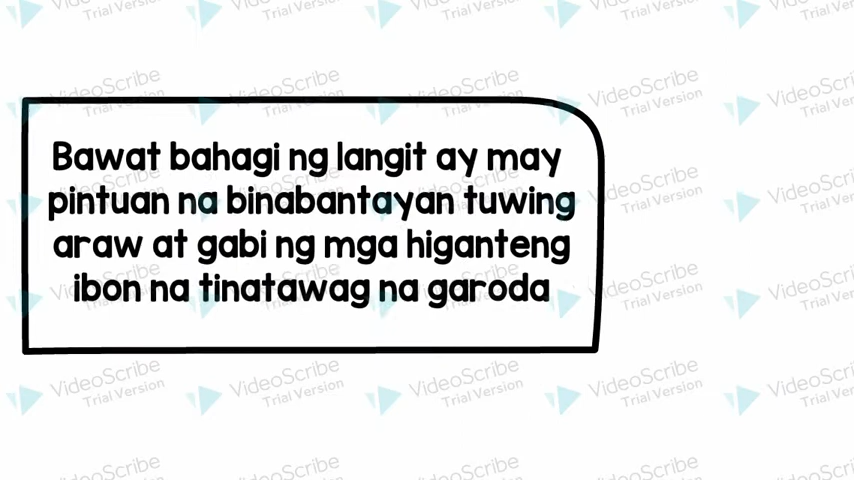 Bawat bahagi ng langit ay may
pintuan na binabantayan tuwing
araw at gabi ng mga higanteng
ibon na tinatawag na garoda
VideoScribe
Trial Version